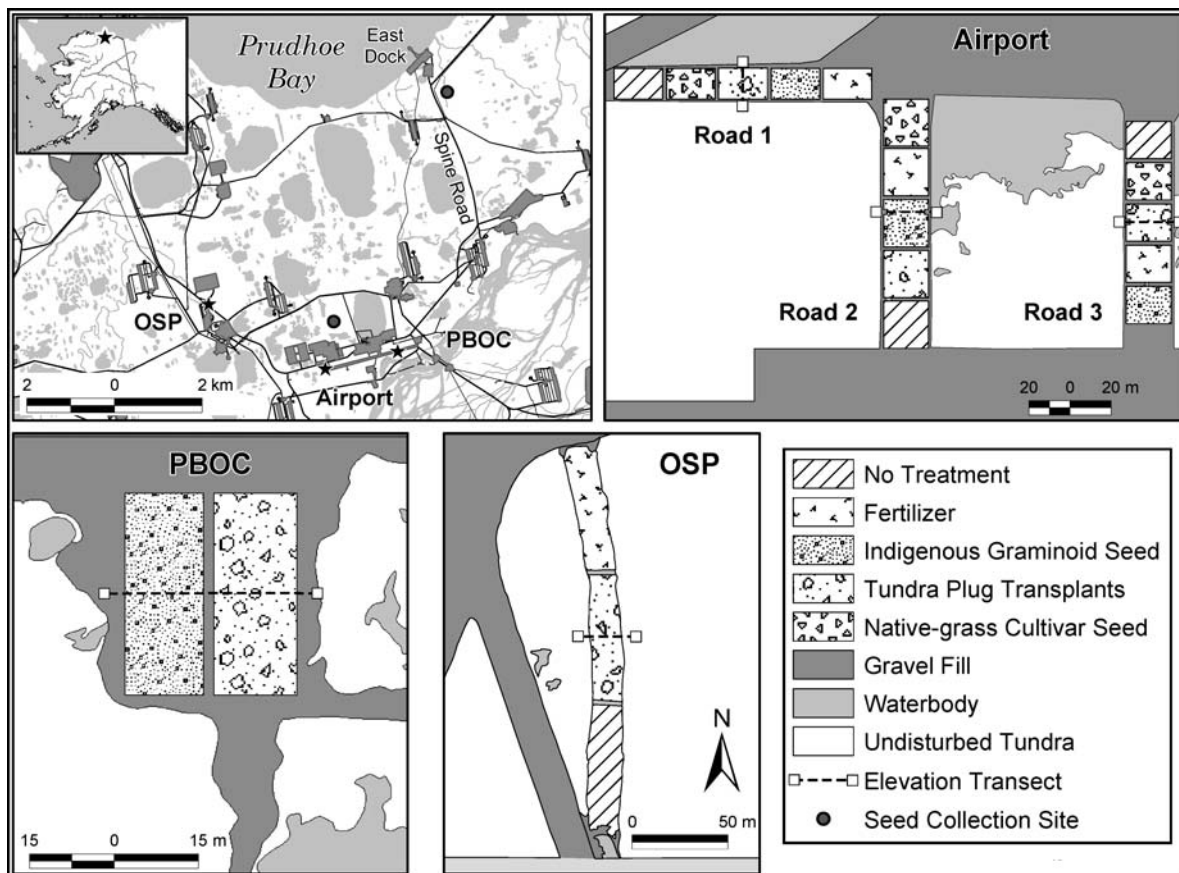 Prudhoe
Bay
East
Dock
Spine Road
OSP
PBOC
Airport
2 0 2 km
Airport
Road 1
Road 2
Road 3
20 0 20 m
PBOC
15 0 15 m
OSP
N
0 50 m
No Treatment
Fertilizer
Indigenous Graminoid Seed
Tundra Plug Transplants
Native-grass Cultivar Seed
Gravel Fill
Waterbody
Undisturbed Tundra
Elevation Transect
Seed Collection Site